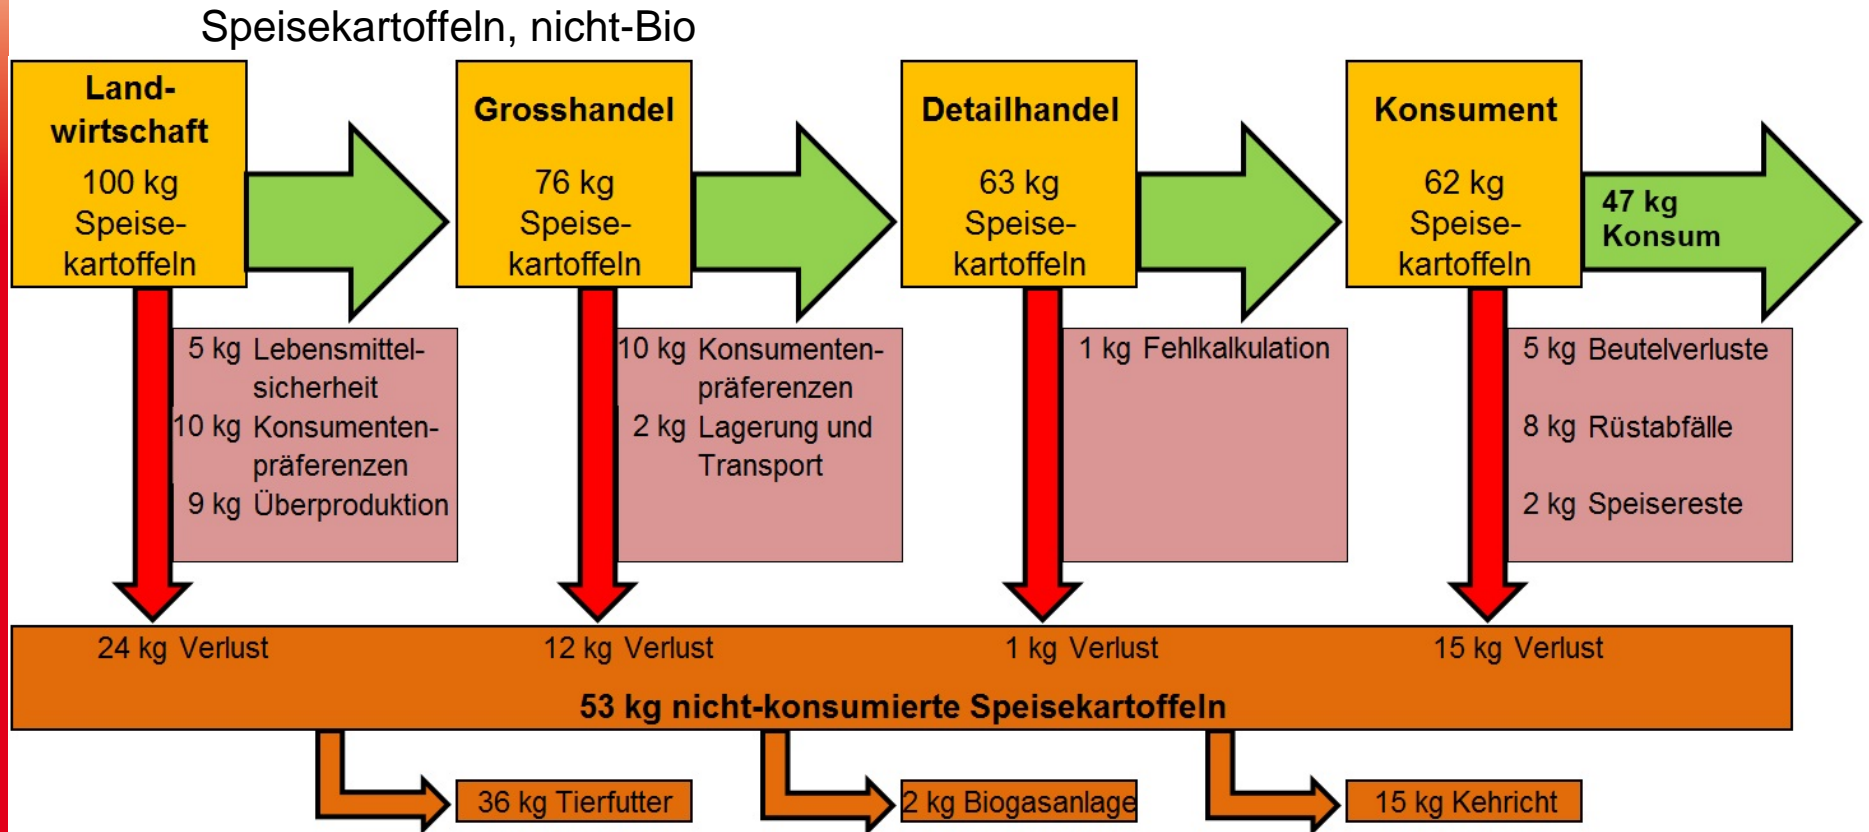 Speisekartoffeln, nicht-Bio
Land-
wirtschaft
100 kg
Speise-
kartoffeln
Grosshandel
76 kg
Speise-
kartoffeln
Detailhandel
63 kg
Speise-
kartoffeln
Konsument
62 kg
Speise-
kartoffeln
47 kg
Konsum
5 kg Lebensmittel-
sicherheit
10 kg Konsumenten-
präferenzen
9 kg Überproduktion
10 kg Konsumenten-
präferenzen
2 kg Lagerung und
Transport
1 kg Fehlkalkulation
5 kg Beutelverluste
8 kg Rüstabfälle
2 kg Speisereste
24 kg Verlust
12 kg Verlust
1 kg Verlust
15 kg Verlust
53 kg nicht-konsumierte Speisekartoffeln
36 kg Tierfutter
2 kg Biogasanlage
15 kg Kehricht